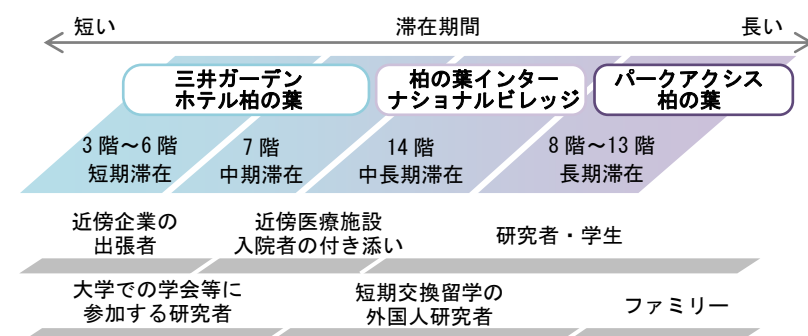 短い 滞在期間 長い
三井ガーデン
ホテル柏の葉
柏の葉インター
ナショナルビレッジ
パークアクシス
柏の葉
3階～6階
短期滞在
7階
中期滞在
14階
中長期滞在
8階～13階
長期滞在
近傍企業の
出張者
近傍医療施設
入院者の付き添い
研究者・学生
大学での学会等に
参加する研究者
短期交換留学の
外国人研究者
ファミリー